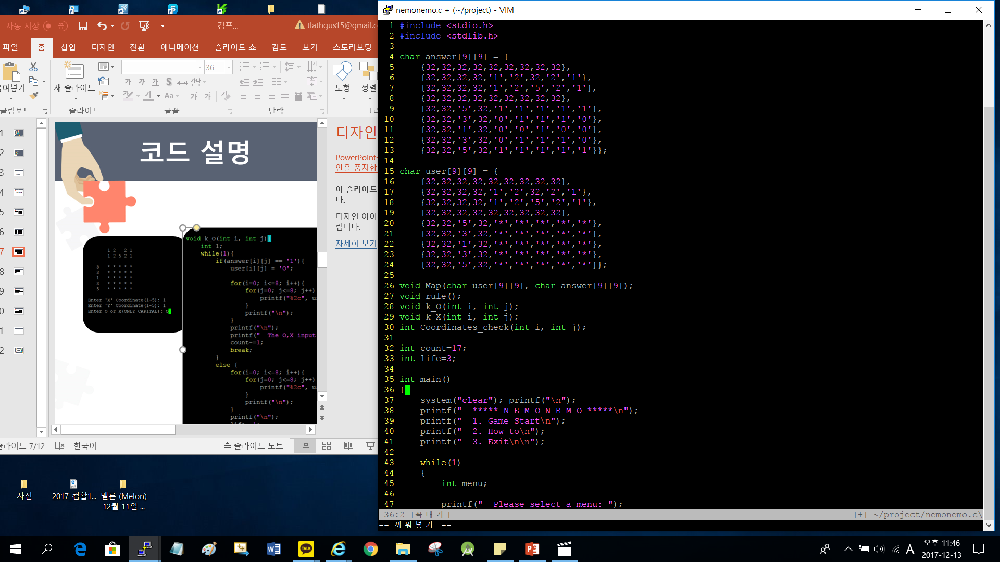 자동 저장
끔
컴프...
tlathgus15@gmail.c
파일
홈
삽입
디자인
전환
애니메이션
슬라이드 쇼
검토
보기
스토리보딩
36
새 슬라이드
도형
정렬
슬라이드
글꼴
단락
코드 설명
1 2   2 1
1 2 5 2 1
5 * * * * *
3 * * * * *
1 * * * * *
3 * * * * *
5 * * * * *
Enter 'X' Coordinate(1~5): 1
Enter 'Y' Coordinate(1~5): 1
Enter O or X(ONLY CAPITAL): O
void k_O(int i, int j)
int l;
while(1){
if(answer[i][j] == '1'){
user[i][j] = 'O';
for(i=0; i<=8; i++){
for(j=0; j<=8; j++)
printf("%2c", u
}
printf("\n");
}
printf("\n");
printf("  The O,X input
count-=1;
break;
}
else {
for(i=0; i<=8; i++){
for(j=0; j<=8; j++)
printf("%2c", u
}
printf("\n");
}
printf("\n");
디자인
PowerPoint
안을 중지합
이 슬라이드
다.
디자인 아이
립니다.
자세히 보기
슬라이드 7/12
한국어
슬라이드 노트
사진
2017_컴활1...
멜론 (Melon)
12월 11일 ...
nemonemo.c + (~/project) - VIM
1 #include <stdio.h>
2 #include <stdlib.h>
3
4 char answer[9][9] = {
5     {32,32,32,32,32,32,32,32,32},
6     {32,32,32,32,'1','2',32,'2','1'},
7     {32,32,32,32,'1','2','5','2','1'},
8     {32,32,32,32,32,32,32,32,32},
9     {32,32,'5',32,'1','1','1','1','1'},
10     {32,32,'3',32,'0','1','1','1','0'},
11     {32,32,'1',32,'0','0','1','0','0'},
12     {32,32,'3',32,'0','1','1','1','0'},
13     {32,32,'5',32,'1','1','1','1','1'}};
14
15 char user[9][9] = {
16     {32,32,32,32,32,32,32,32,32},
17     {32,32,32,32,'1','2',32,'2','1'},
18     {32,32,32,32,'1','2','5','2','1'},
19     {32,32,32,32,32,32,32,32,32},
20     {32,32,'5',32,'*','*','*','*','*'},
21     {32,32,'3',32,'*','*','*','*','*'},
22     {32,32,'1',32,'*','*','*','*','*'},
23     {32,32,'3',32,'*','*','*','*','*'},
24     {32,32,'5',32,'*','*','*','*','*'}};
25
26 void Map(char user[9][9], char answer[9][9]);
27 void rule();
28 void k_O(int i, int j);
29 void k_X(int i, int j);
30 int Coordinates_check(int i, int j);
31
32 int count=17;
33 int life=3;
34
35 int main()
36 {
37     system("clear"); printf("\n");
38     printf("  ***** N E M O N E M O *****\n");
39     printf("  1. Game Start\n");
40     printf("  2. How to\n");
41     printf("  3. Exit\n\n");
42
43     while(1)
44     {
45         int menu;
46
47         printf("  Please select a menu: ");
36:2 [꼭대기] [+] ~/project/nemonemo.c\
-- 끼워넣기 --
A
오후 11:46
2017-12-13